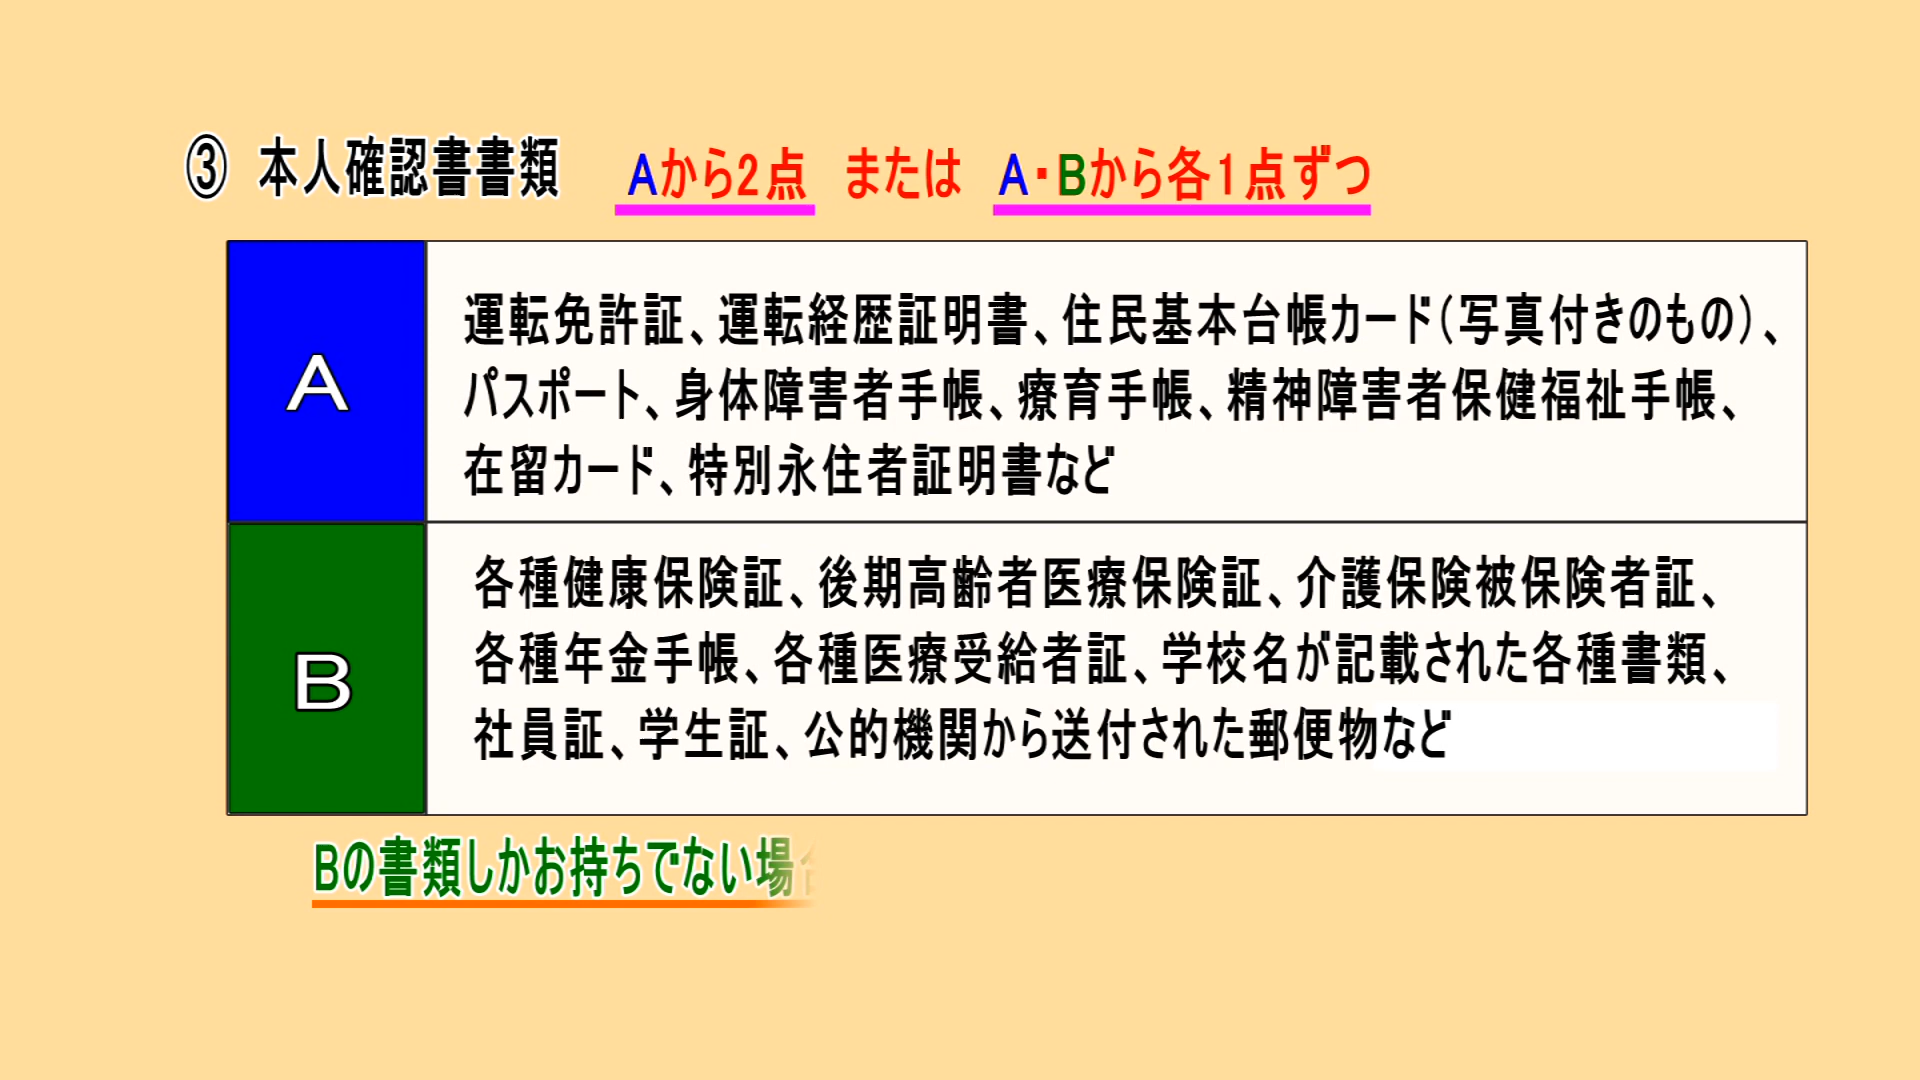 ③ 本人確認書書類 Aから2点 または A・Bから各1点ずつ
A
運転免許証、運転経歴証明書、住民基本台帳カード(写真付きのもの)、
パスポート、身体障害者手帳、療育手帳、精神障害者保健福祉手帳、
在留カード、特別永住者証明書など
B
各種健康保険証、後期高齢者医療保険証、介護保険被保険者証、
各種年金手帳、各種医療受給者証、学校名が記載された各種書類、
社員証、学生証、公的機関から送付された郵便物など
Bの書類しかお持ちでない場